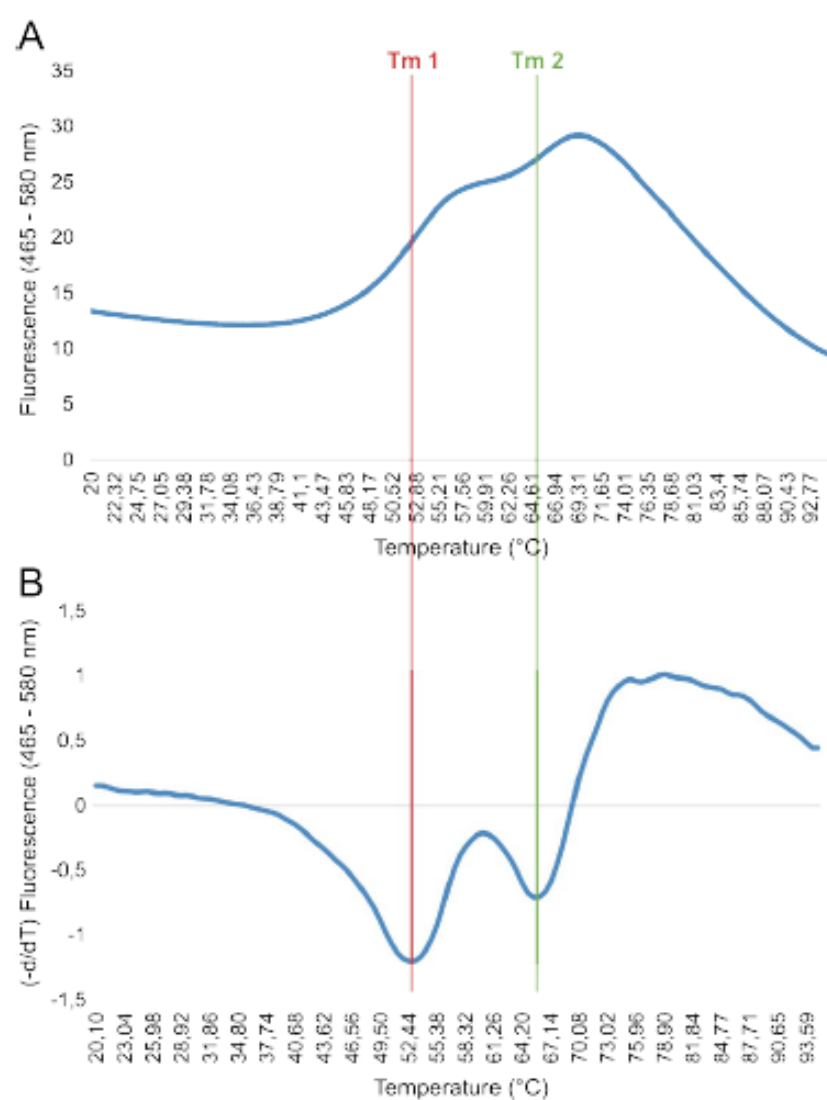 A
Tm 1 Tm 2
Fluorescence (465 - 580 nm)
35
30
25
20
15
10
5
0
20 22,32 24,75 27,05 29,38 31,78 34,08 36,43 38,79 41,1 43,47 45,83 48,17 50,52 52,88 55,21 57,56 59,91 62,26 64,61 66,94 69,31 71,65 74,01 76,35 78,68 81,03 83,4 85,74 88,07 90,43 92,77
Temperature (°C)
B
(-d/dT) Fluorescence (465 - 580 nm)
1,5
1
0,5
0
-0,5
-1
-1,5
20,10 23,04 25,98 28,92 31,86 34,80 37,74 40,68 43,62 46,56 49,50 52,44 55,38 58,32 61,26 64,20 67,14 70,08 73,02 75,96 78,90 81,84 84,77 87,71 90,65 93,59
Temperature (°C)